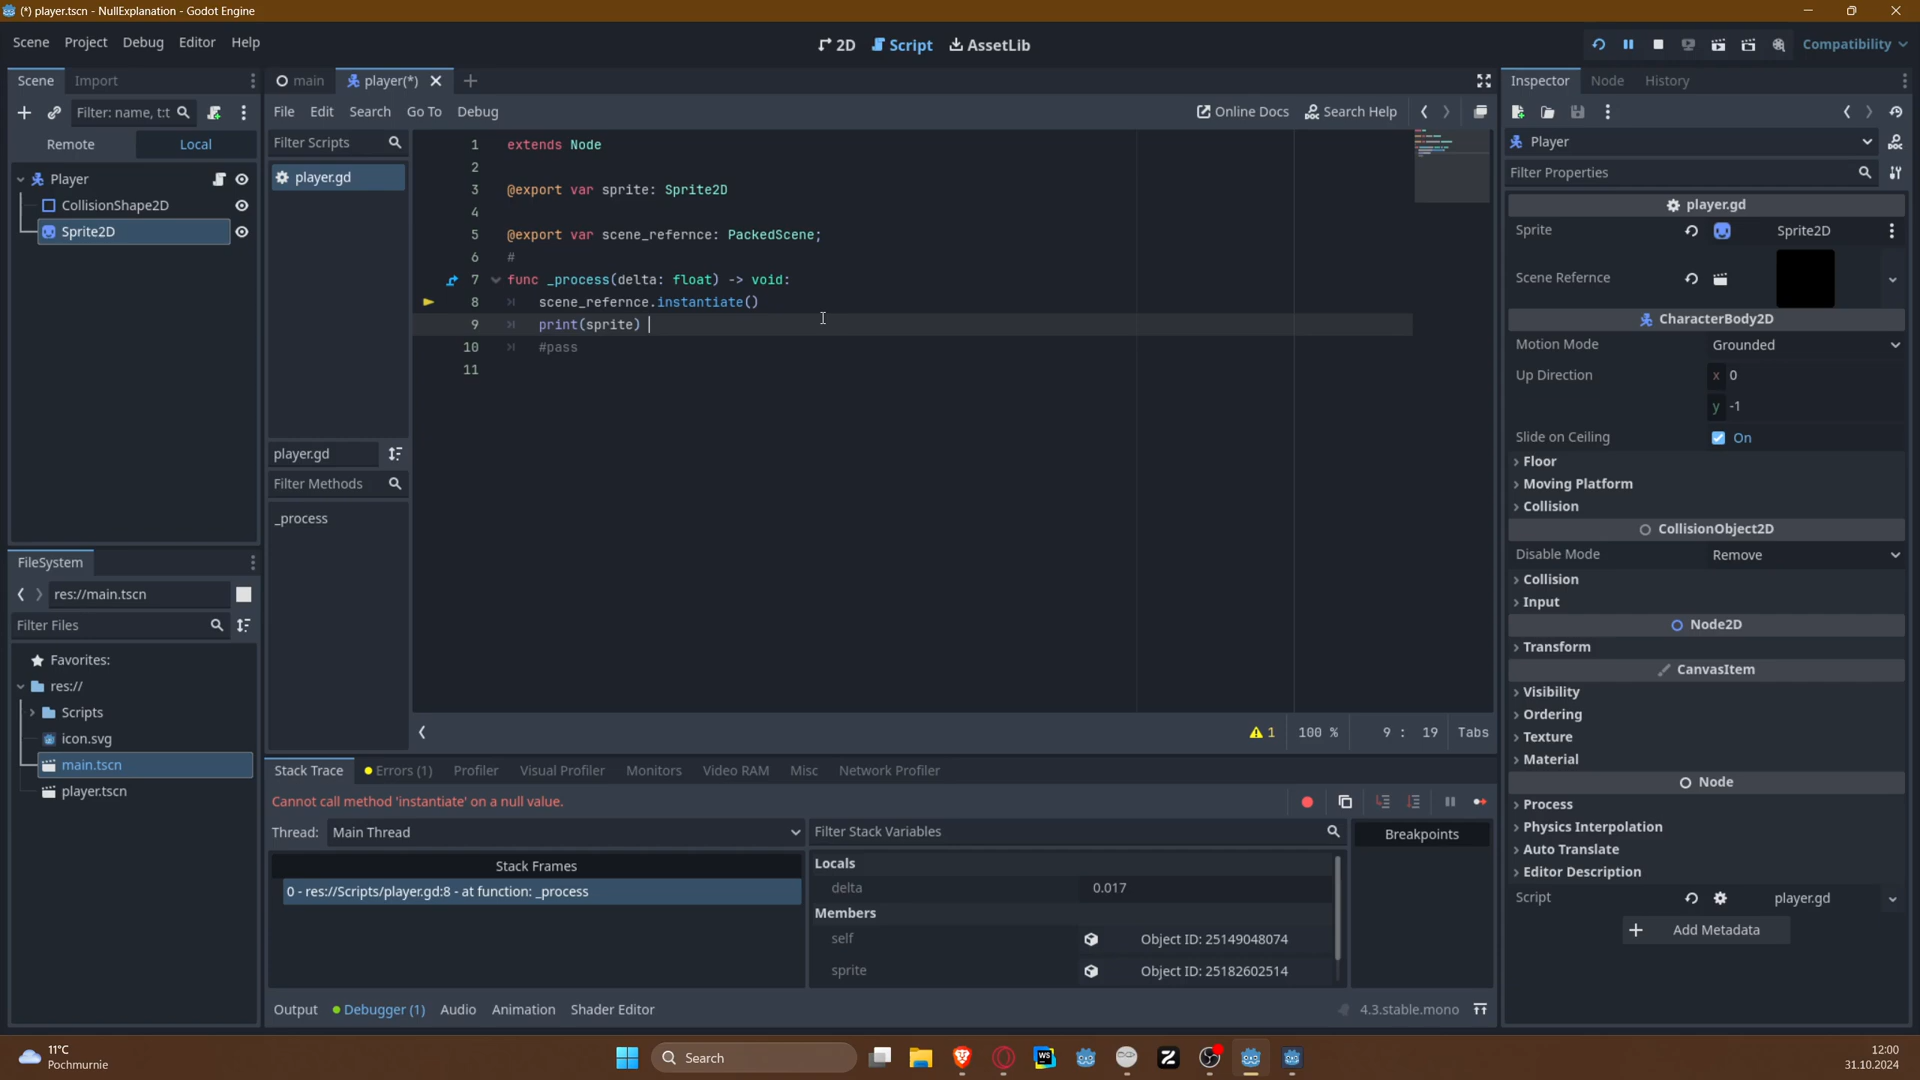 (*) player.tscn - NullExplanation - Godot Engine
Scene Project Debug Editor Help
2D Script AssetLib
Compatibility
Scene Import
main player(*)
Inspector Node History
Filter: name, t:t
File Edit Search Go To Debug
Online Docs Search Help
Remote Local
Filter Scripts
Player
CollisionShape2D
Sprite2D
player.gd
1 extends Node
2
3 @export var sprite: Sprite2D
4
5 @export var scene_refernce: PackedScene;
6 #
7 func _process(delta: float) -> void:
8 scene_refernce.instantiate()
9 print(sprite)
10 #pass
11
player.gd
Filter Methods
_process
100 % 9 : 19 Tabs
1
FileSystem
res://main.tscn
Filter Files
Favorites:
res://
Scripts
icon.svg
main.tscn
player.tscn
Stack Trace Errors (1) Profiler Visual Profiler Monitors Video RAM Misc Network Profiler
Cannot call method 'instantiate' on a null value.
Thread: Main Thread
Filter Stack Variables
Breakpoints
Stack Frames
0 - res://Scripts/player.gd:8 - at function: _process
Locals
delta 0.017
Members
self Object ID: 25149048074
sprite Object ID: 25182602514
Output Debugger (1) Audio Animation Shader Editor
4.3.stable.mono
Player
Filter Properties
player.gd
Sprite Sprite2D
Scene Refernce
CharacterBody2D
Motion Mode Grounded
Up Direction x 0
y -1
Slide on Ceiling On
Floor
Moving Platform
Collision
CollisionObject2D
Disable Mode Remove
Collision
Input
Node2D
Transform
CanvasItem
Visibility
Ordering
Texture
Material
Node
Process
Physics Interpolation
Auto Translate
Editor Description
Script player.gd
Add Metadata
11°C
Pochmurnie
Search
WS
12:00
31.10.2024